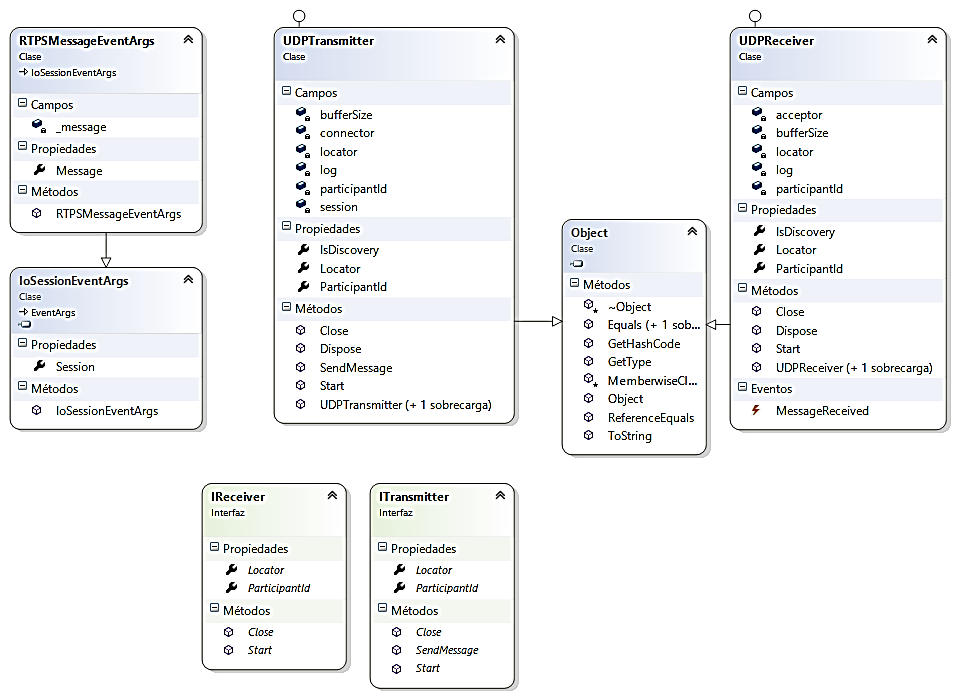 RTPSMessageEventArgs
Clase
IoSessionEventArgs
Campos
_message
Propiedades
Message
Métodos
RTPSMessageEventArgs
IoSessionEventArgs
Clase
EventArgs
Propiedades
Session
Métodos
IoSessionEventArgs
UDPTransmitter
Clase
Campos
bufferSize
connector
locator
log
participantId
session
Propiedades
IsDiscovery
Locator
ParticipantId
Métodos
Close
Dispose
SendMessage
Start
UDPTransmitter (+ 1 sobrecarga)
Object
Clase
Métodos
~Object
Equals (+ 1 sob...
GetHashCode
GetType
MemberwiseCl...
Object
ReferenceEquals
ToString
UDPReceiver
Clase
Campos
acceptor
bufferSize
locator
log
participantId
Propiedades
IsDiscovery
Locator
ParticipantId
Métodos
Close
Dispose
Start
UDPReceiver (+ 1 sobrecarga)
Eventos
MessageReceived
IReceiver
Interfaz
Propiedades
Locator
ParticipantId
Métodos
Close
Start
ITransmitter
Interfaz
Propiedades
Locator
ParticipantId
Métodos
Close
SendMessage
Start